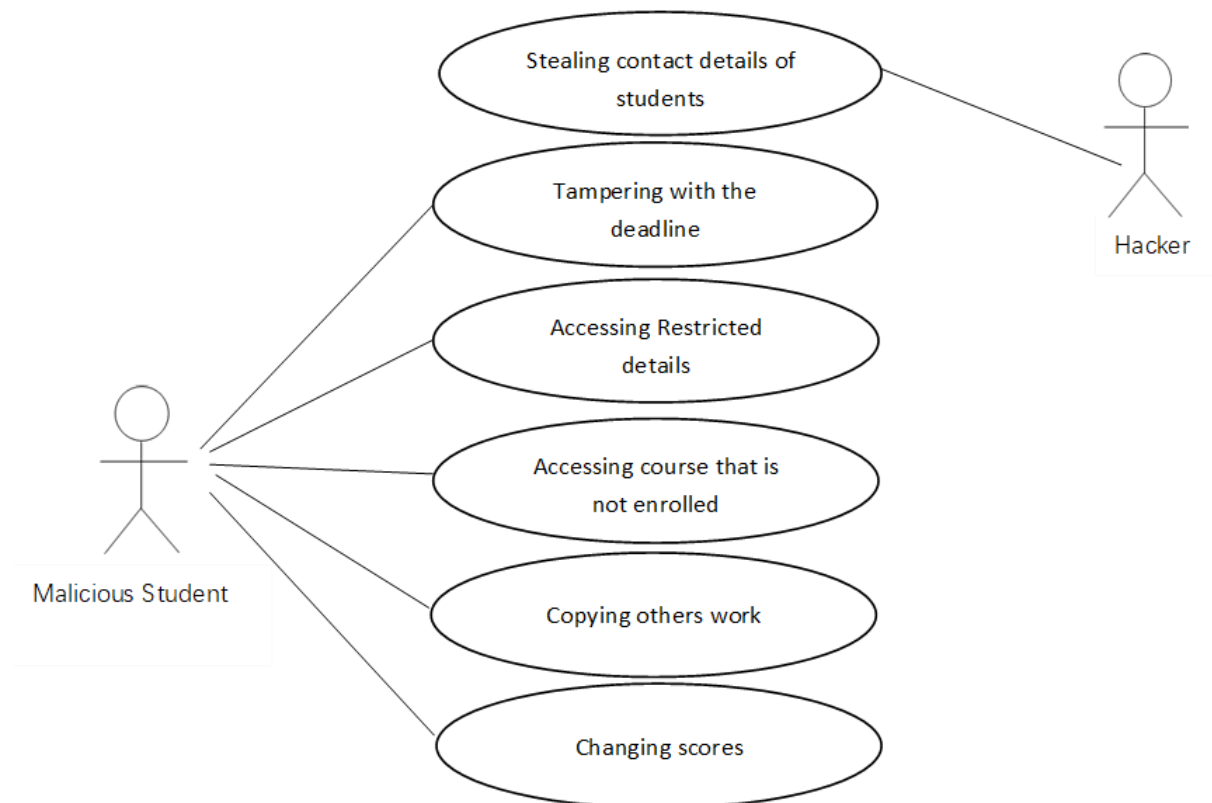 Stealing contact details of
students
Hacker
Tampering with the
deadline
Accessing Restricted
details
Accessing course that is
not enrolled
Malicious Student
Copying others work
Changing scores